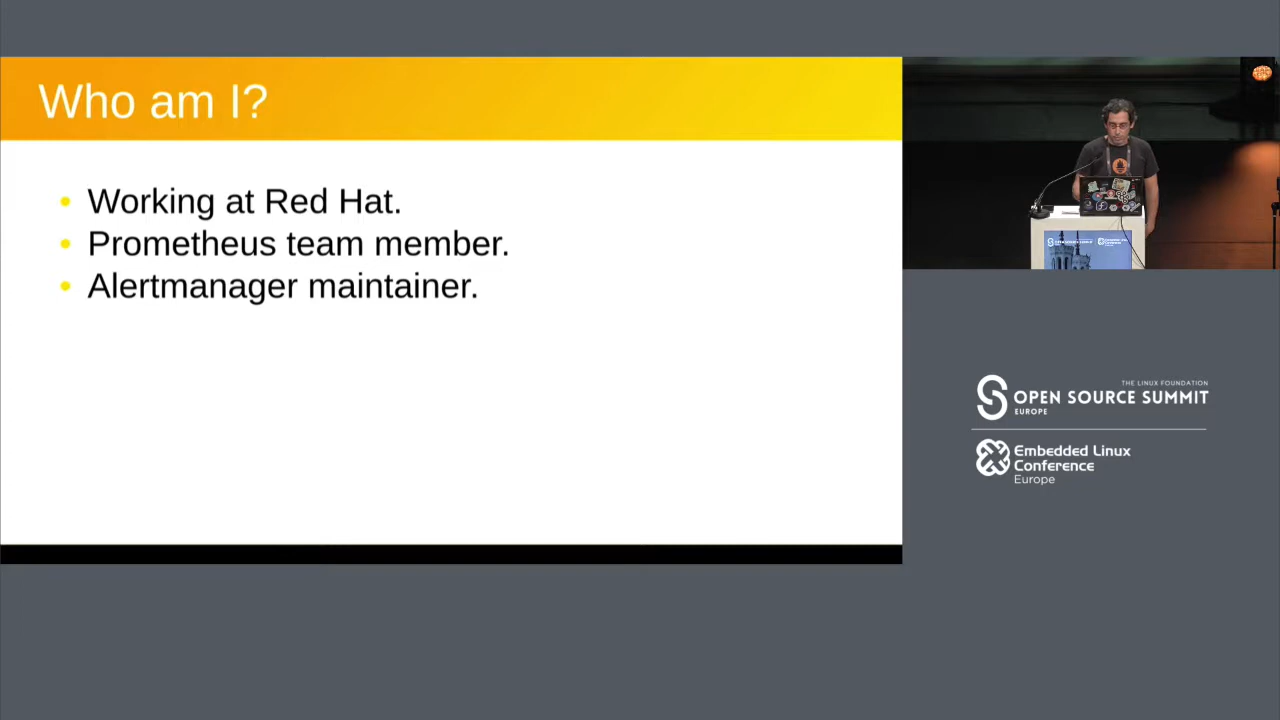 Who am I?
Working at Red Hat.
Prometheus team member.
Alertmanager maintainer.
THE LINUX FOUNDATION
OPEN SOURCE SUMMIT
EUROPE
Embedded Linux
Conference
Europe